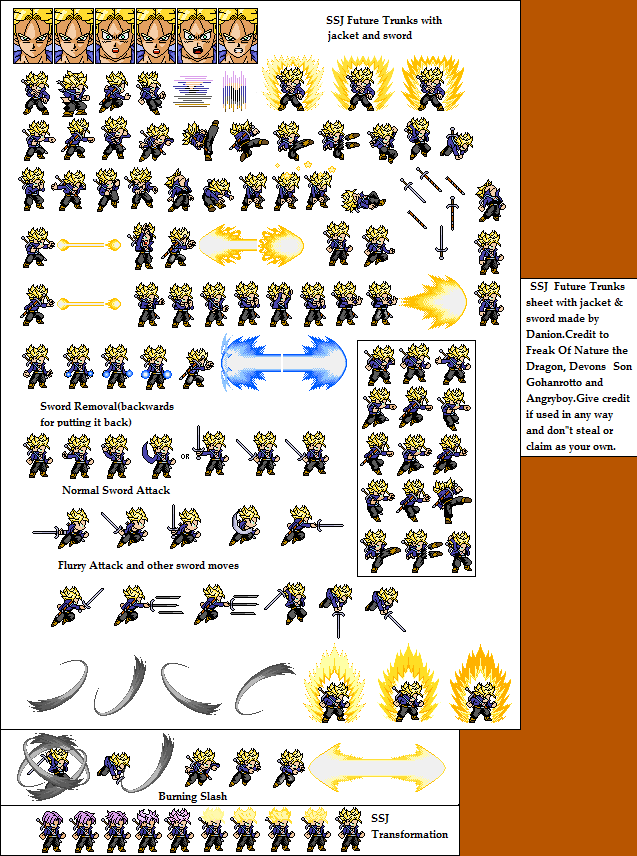 SSJ Future Trunks with
jacket and sword
SSJ Future Trunks
sheet with jacket &
sword made by
Danion.Credit to
Freak Of Nature the
Dragon, Devons Son
Gohanrotto and
Angryboy.Give credit
if used in any way
and don"t steal or
claim as your own.
Sword Removal(backwards
for putting it back)
OR
Normal Sword Attack
Flurry Attack and other sword moves
Burning Slash
SSJ
Transformation